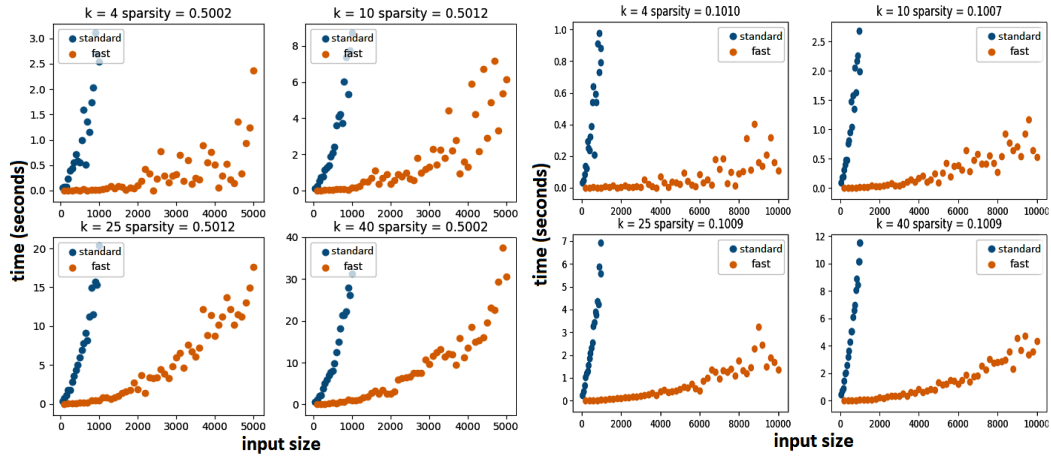 k = 4 sparsity = 0.5002
standard
fast
3.0
2.5
2.0
1.5
1.0
0.5
0.0
0 1000 2000 3000 4000 5000
k = 10 sparsity = 0.5012
standard
fast
8
6
4
2
0
0 1000 2000 3000 4000 5000
k = 25 sparsity = 0.5012
standard
fast
20
15
10
5
0
0 1000 2000 3000 4000 5000
k = 40 sparsity = 0.5002
standard
fast
40
30
20
10
0
0 1000 2000 3000 4000 5000
time (seconds)
input size
k = 4 sparsity = 0.1010
standard
fast
1.0
0.8
0.6
0.4
0.2
0.0
0 2000 4000 6000 8000 10000
k = 10 sparsity = 0.1007
standard
fast
2.5
2.0
1.5
1.0
0.5
0.0
0 2000 4000 6000 8000 10000
k = 25 sparsity = 0.1009
standard
fast
7
6
5
4
3
2
1
0
0 2000 4000 6000 8000 10000
k = 40 sparsity = 0.1009
standard
fast
12
10
8
6
4
2
0
0 2000 4000 6000 8000 10000
time (seconds)
input size